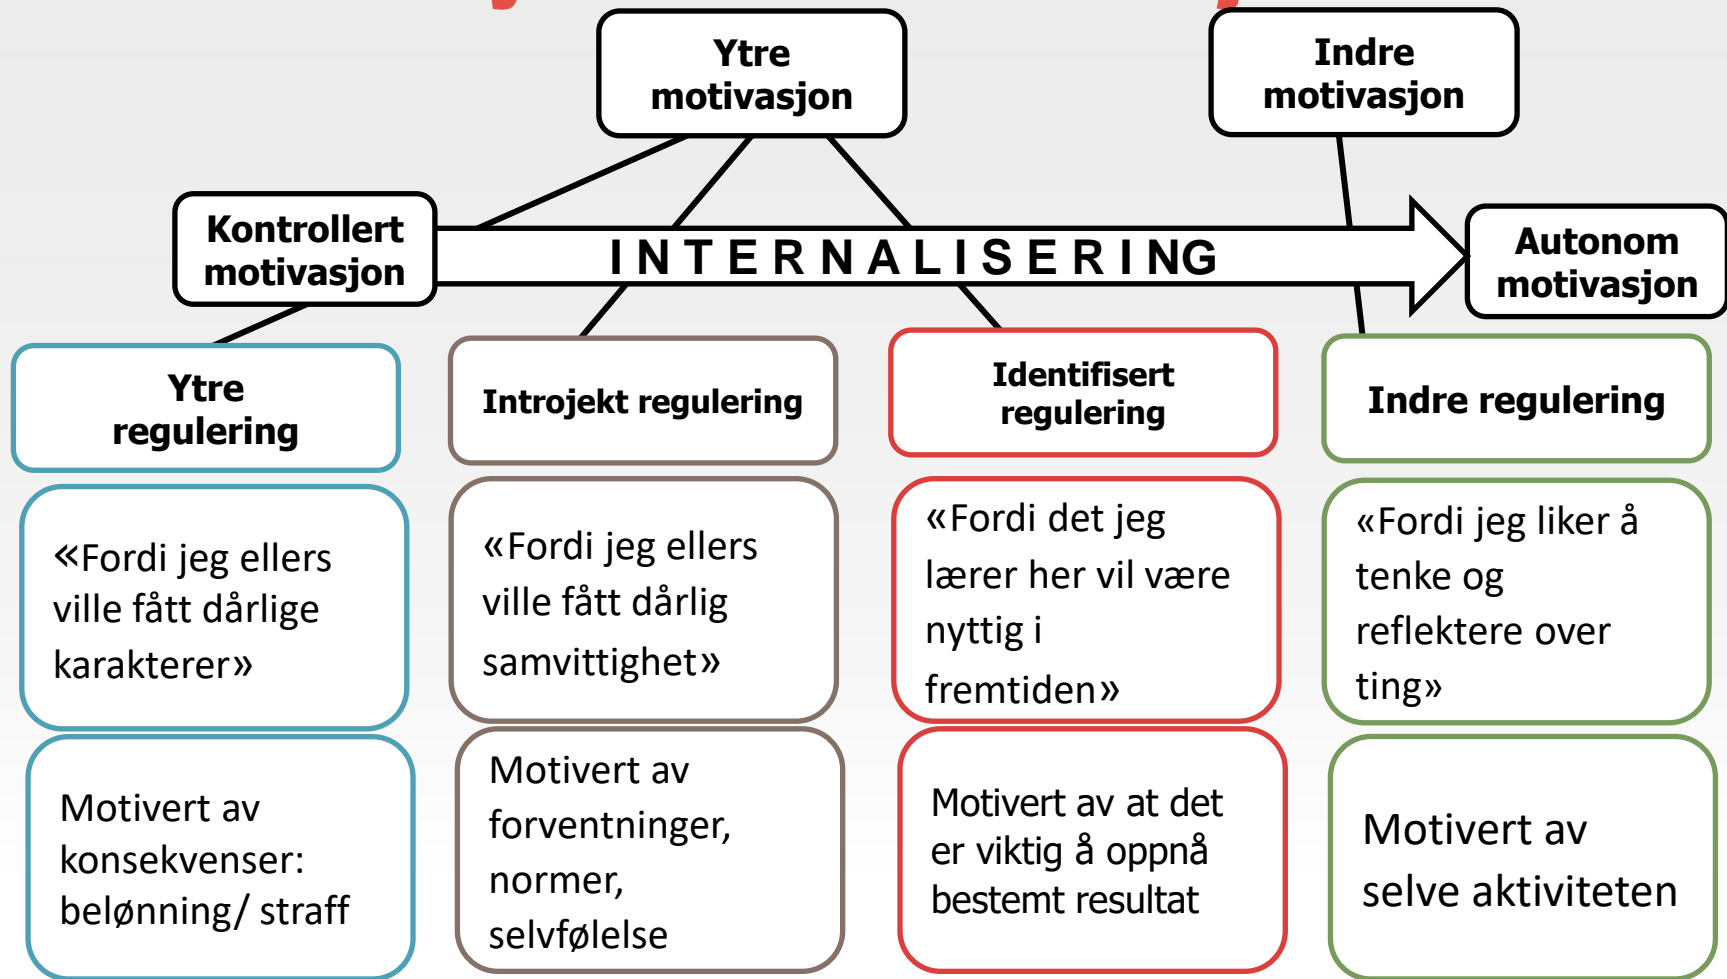 Ytre
motivasjon
Indre
motivasjon
Kontrollert
motivasjon
INTERNALISERING
Autonom
motivasjon
Ytre
regulering
Introjekt regulering
Identifisert
regulering
Indre regulering
«Fordi jeg ellers
ville fått dårlige
karakterer»
«Fordi jeg ellers
ville fått dårlig
samvittighet»
«Fordi det jeg
lærer her vil være
nyttig i
fremtiden»
«Fordi jeg liker å
tenke og
reflektere over
ting»
Motivert av
konsekvenser:
belønning/ straff
Motivert av
forventninger,
normer,
selvfølelse
Motivert av at det
er viktig å oppnå
bestemt resultat
Motivert av
selve aktiviteten